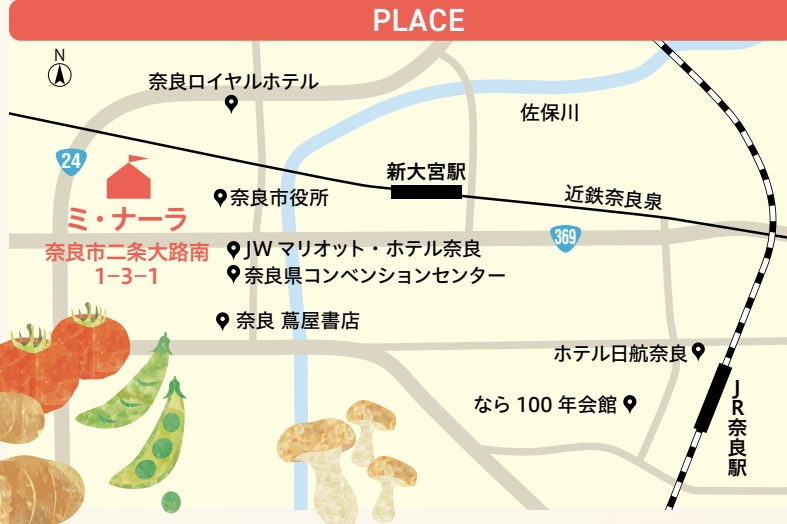 PLACE
N
奈良ロイヤルホテル
佐保川
24
新大宮駅
近鉄奈良泉
奈良市役所
ミ・ナーラ
奈良市二条大路南
1−3−1
369
JW マリオット・ホテル奈良
奈良県コンベンションセンター
奈良 蔦屋書店
ホテル日航奈良
なら 100 年会館
JR奈良駅